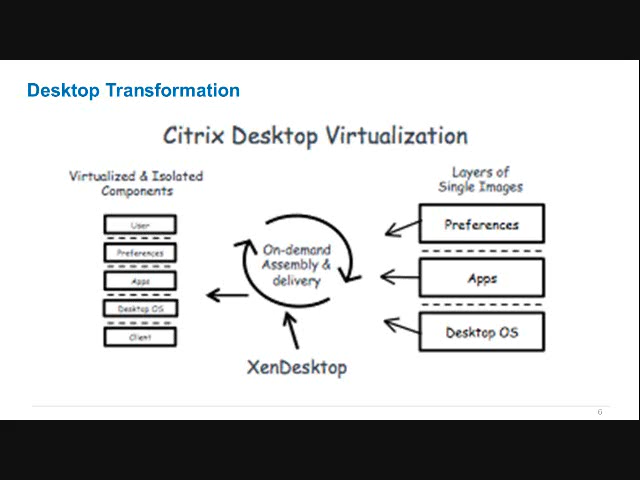 Desktop Transformation
Citrix Desktop Virtualization
Virtualized & Isolated
Components
User
Preferences
Apps
Desktop OS
Client
On-demand
Assembly &
delivery
XenDesktop
Layers of
Single Images
Preferences
Apps
Desktop OS
6